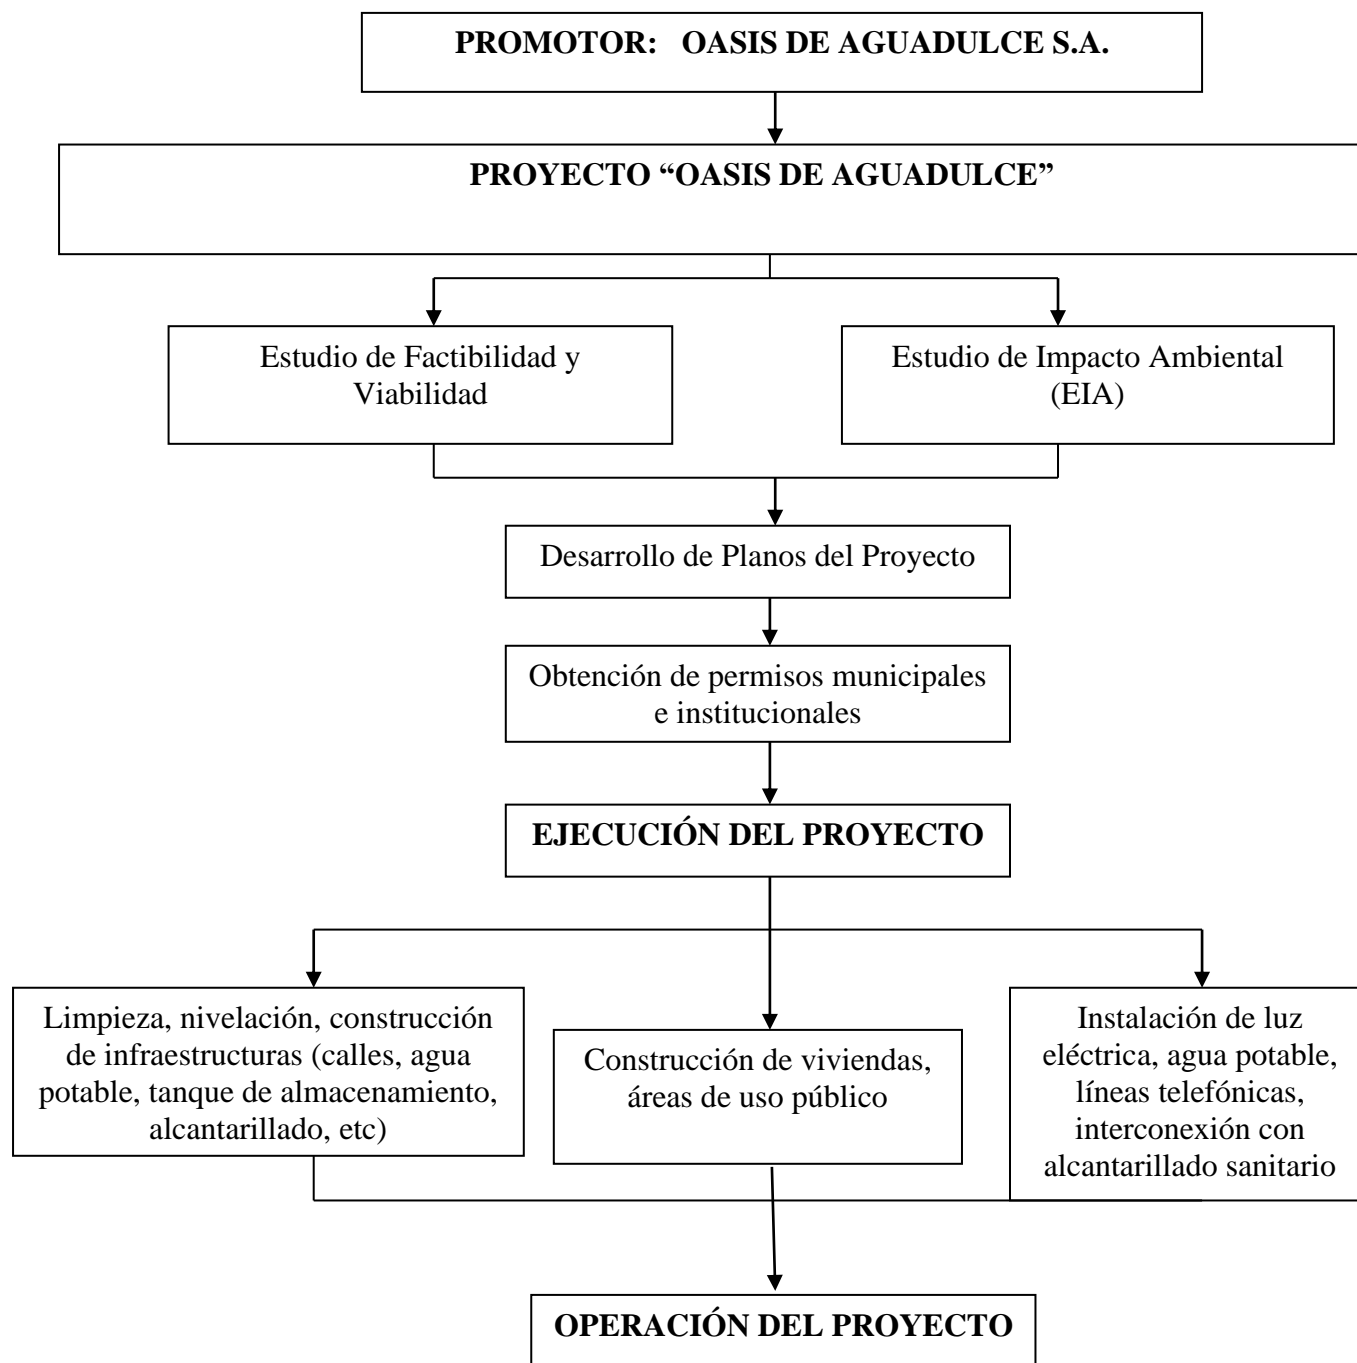 PROMOTOR: OASIS DE AGUADULCE S.A.
PROYECTO “OASIS DE AGUADULCE”
Estudio de Factibilidad y
Viabilidad
Estudio de Impacto Ambiental
(EIA)
Desarrollo de Planos del Proyecto
Obtención de permisos municipales
e institucionales
EJECUCIÓN DEL PROYECTO
Limpieza, nivelación, construcción
de infraestructuras (calles, agua
potable, tanque de almacenamiento,
alcantarillado, etc)
Construcción de viviendas,
áreas de uso público
Instalación de luz
eléctrica, agua potable,
líneas telefónicas,
interconexión con
alcantarillado sanitario
OPERACIÓN DEL PROYECTO